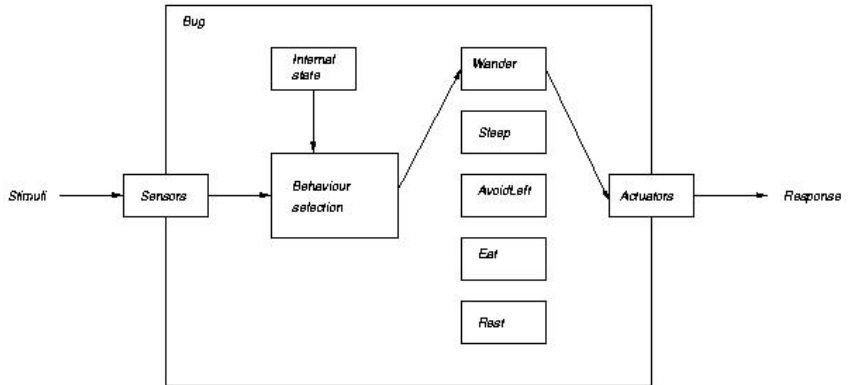 Bug
Internal
state
Wander
Sleep
Stimuli
Sensors
Behaviour
selection
AvoidLeft
Actuators
Response
Eat
Rest